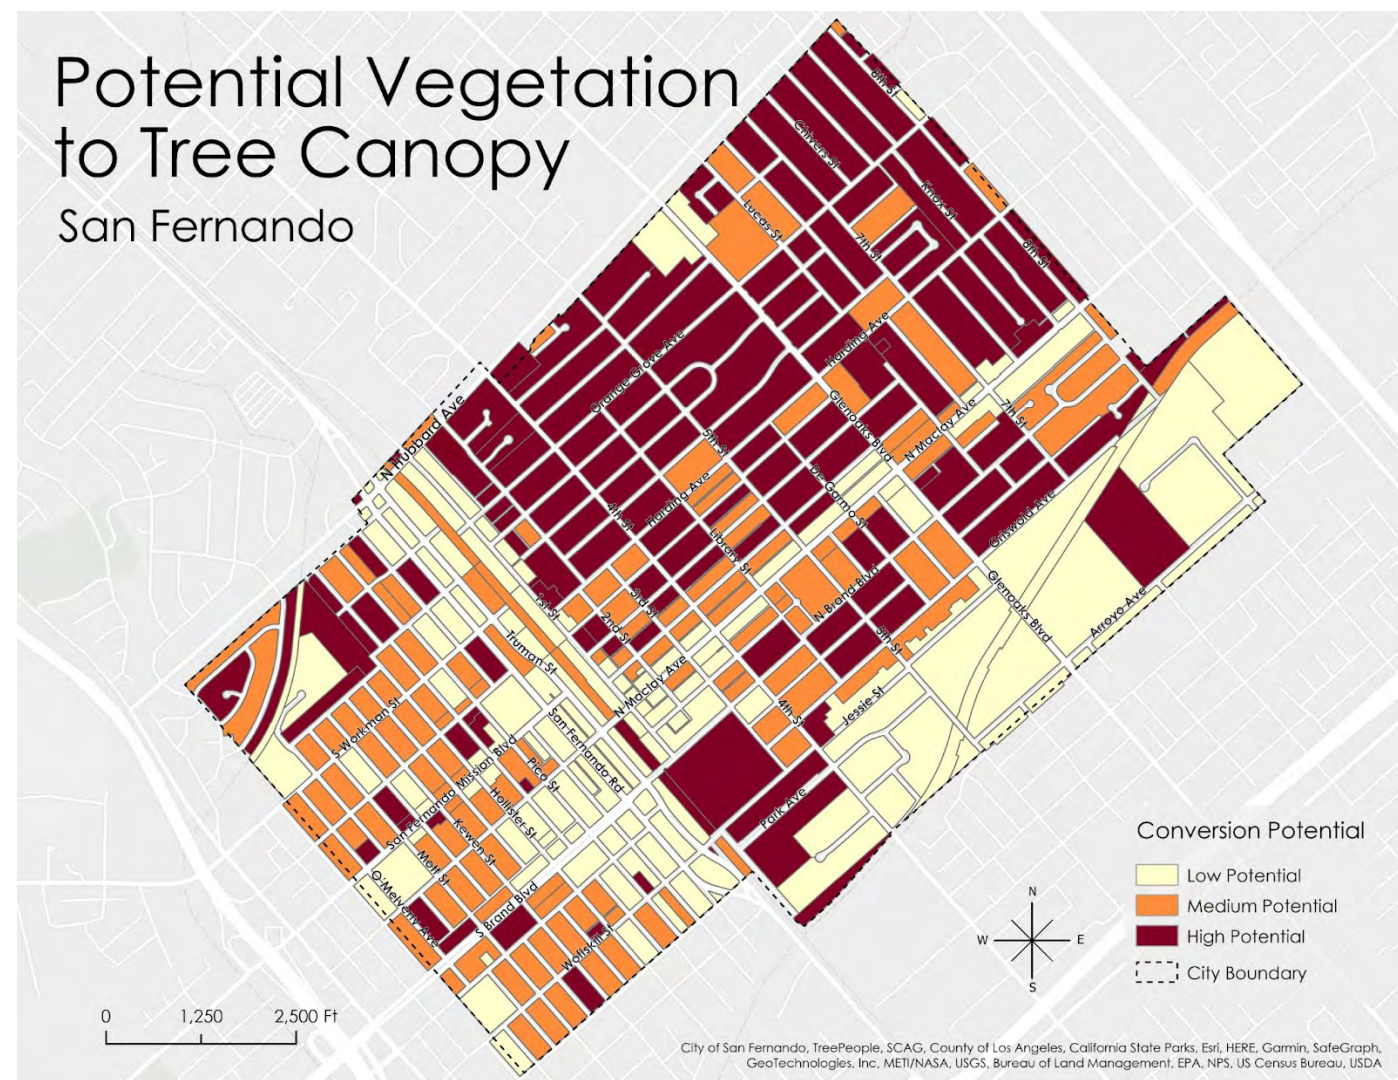 Potential Vegetation
to Tree Canopy
San Fernando
8th St
Chivers St
Knox St
Lucas St
7th St
8th St
Orange Grove Ave
Harding Ave
N Hubbard Ave
Glenoaks Blvd
N Maclay Ave
7th St
5th St
De Garmo St
Harding Ave
4th St
Library St
Griswold Ave
1st St
3rd St
2nd St
N Brand Blvd
Glenoaks Blvd
Arroyo Ave
Truman St
5th St
N Maclay Ave
4th St
Jessie St
S Workman St
San Fernando Rd
San Fernando Mission Blvd
Pico St
Hollister St
Park Ave
Kewen St
Mott St
O'Melveny Ave
S Brand Blvd
Wolfskill St
Conversion Potential
Low Potential
Medium Potential
High Potential
City Boundary
N
W E
S
0 1,250 2,500 Ft
City of San Fernando, TreePeople, SCAG, County of Los Angeles, California State Parks, Esri, HERE, Garmin, SafeGraph,
GeoTechnologies, Inc, METI/NASA, USGS, Bureau of Land Management, EPA, NPS, US Census Bureau, USDA